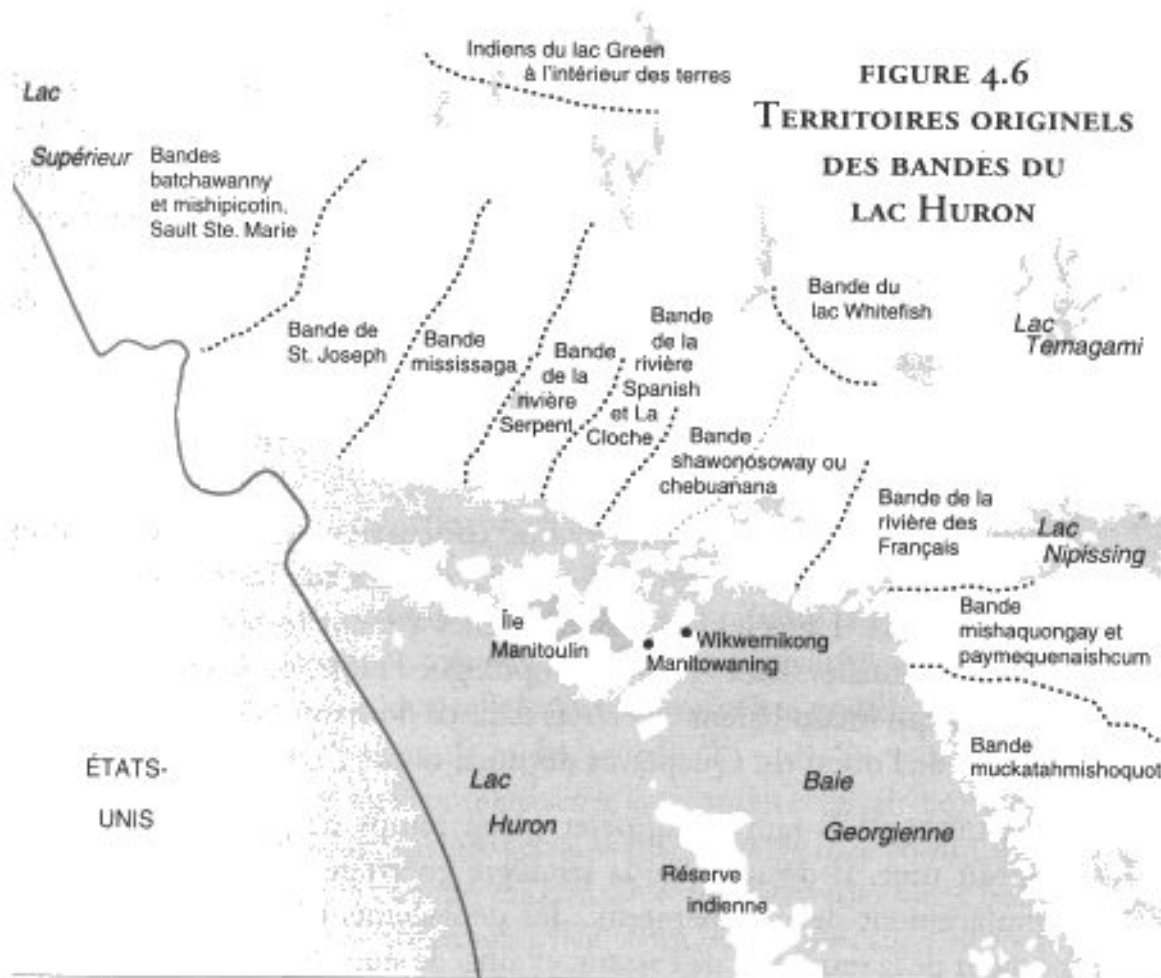 FIGURE 4.6
TERRITOIRES ORIGINELS
DES BANDES DU
LAC HURON
Indiens du lac Green
à l'intérieur des terres
Lac
Supérieur
Bandes
batchawanny
et mishipicotin,
Sault Ste. Marie
Bande de
St. Joseph
Bande
mississaga
Bande
de la
rivière
Serpent
Bande
de la
rivière
Spanish
et La
Cloche
Bande du
lac Whitefish
Lac
Temagami
Bande
shawonosoway ou
chebuanana
Bande de la
rivière des
Français
Lac
Nipissing
Bande
mishaquongay et
paymequenaishcum
Île
Manitoulin
Wikwemikong
Manitowaning
Bande
muckatahmishoquot
ÉTATS-
UNIS
Lac
Huron
Baie
Georgienne
Réserve
indienne